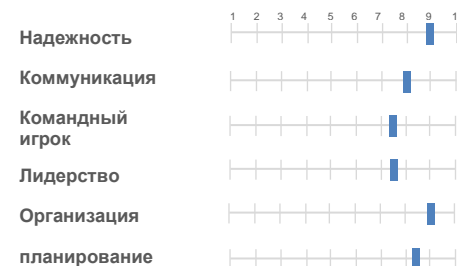 1 2 3 4 5 6 7 8 9 1
Надежность
Коммуникация
Командный
игрок
Лидерство
Организация
планирование